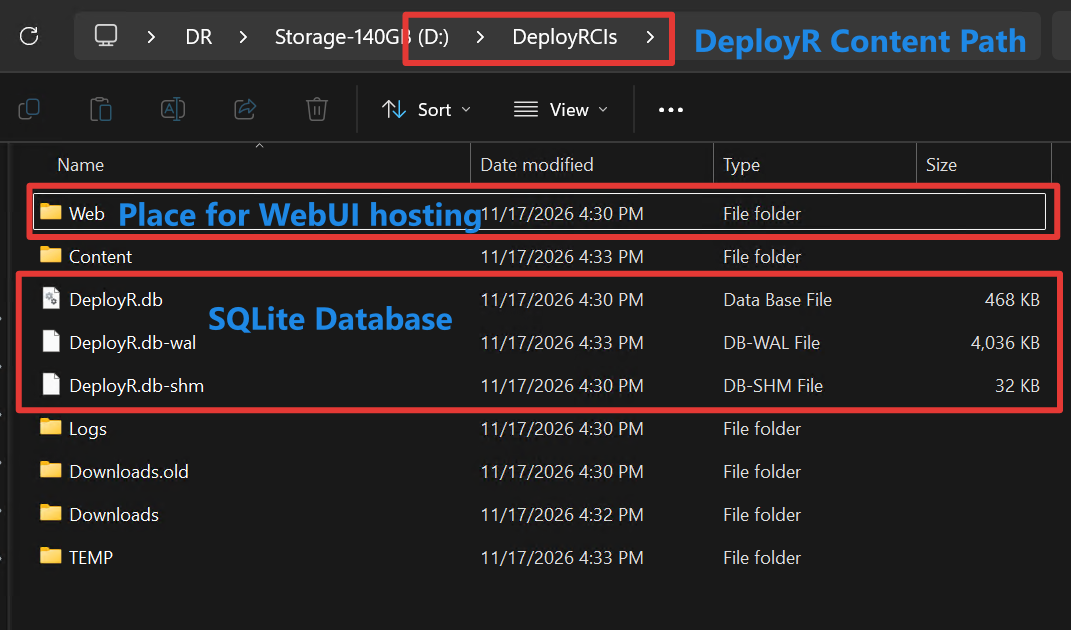 DR Storage-140GB (D:) DeployRCIs DeployR Content Path
Sort View
Name Date modified Type Size
Web Place for WebUI hosting 11/17/2026 4:30 PM File folder
Content 11/17/2026 4:33 PM File folder
DeployR.db 11/17/2026 4:30 PM Data Base File 468 KB
SQLite Database
DeployR.db-wal 11/17/2026 4:33 PM DB-WAL File 4,036 KB
DeployR.db-shm 11/17/2026 4:30 PM DB-SHM File 32 KB
Logs 11/17/2026 4:30 PM File folder
Downloads.old 11/17/2026 4:30 PM File folder
Downloads 11/17/2026 4:32 PM File folder
TEMP 11/17/2026 4:33 PM File folder